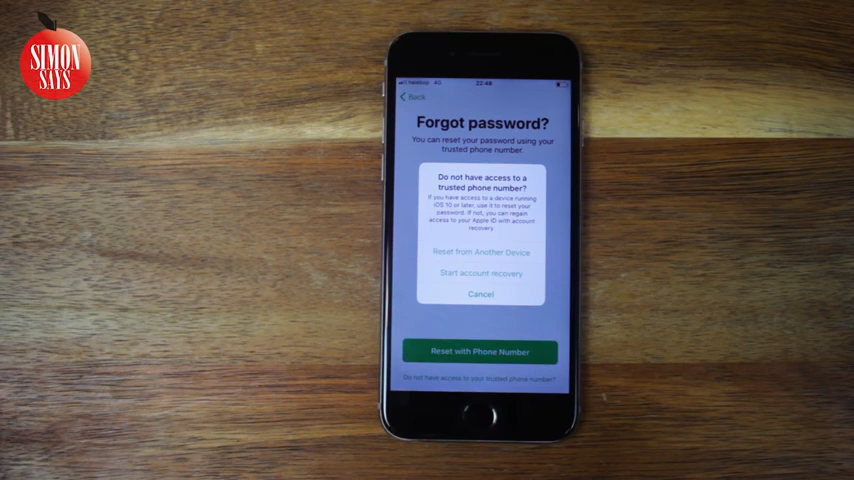 SIMON
SAYS
4G
22:48
Back
Forgot password?
You can reset your password using your
trusted phone number.
Do not have access to a
trusted phone number?
If you have access to a device running
iOS 10 or later, use it to reset your
password. If not, you can regain
access to your Apple ID with account
recovery.
Reset from Another Device
Start account recovery
Cancel
Reset with Phone Number
Do not have access to your trusted phone number?